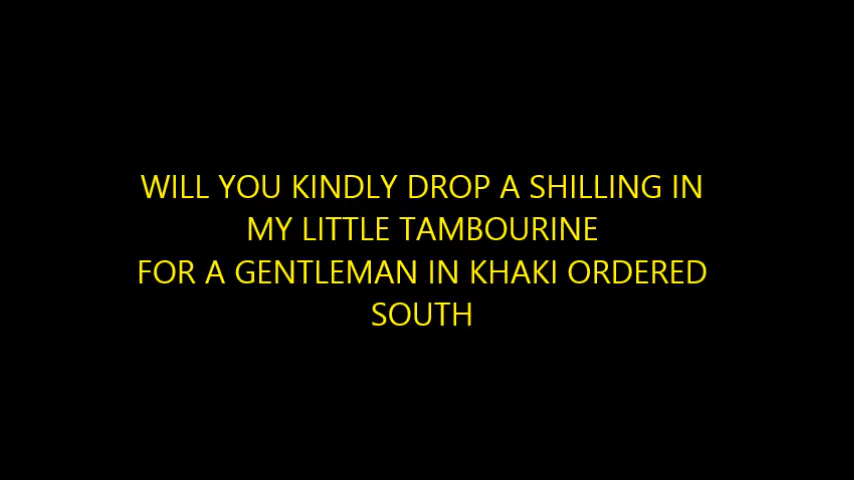 WILL YOU KINDLY DROP A SHILLING IN
MY LITTLE TAMBOURINE
FOR A GENTLEMAN IN KHAKI ORDERED
SOUTH